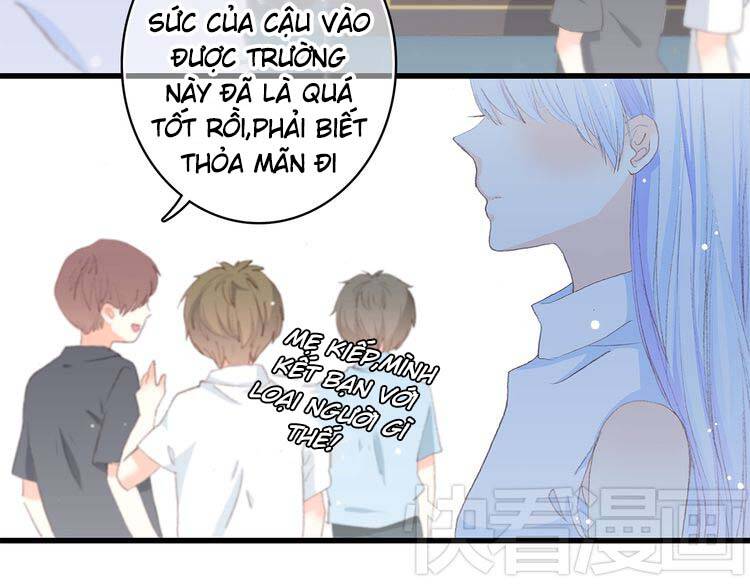 SỨC CỦA CẬU VÀO
ĐƯỢC TRƯỜNG
NÀY ĐÃ LÀ QUÁ
TỐT RỒI,PHẢI BIẾT
THỎA MÃN ĐI
MẸ KIẾP,MÌNH
KẾT BẠN VỚI
LOẠI NGƯỜI GÌ
THẾ!
快看漫画